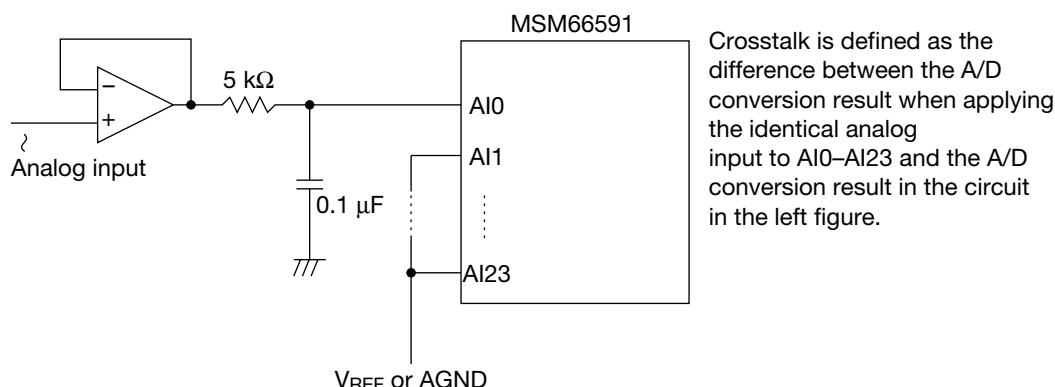 MSM66591
5 kΩ
−
+
AI0
Analog input
AI1
0.1 μF
AI23
VREF or AGND
Crosstalk is defined as the
difference between the A/D
conversion result when applying
the identical analog
input to AI0–AI23 and the A/D
conversion result in the circuit
in the left figure.